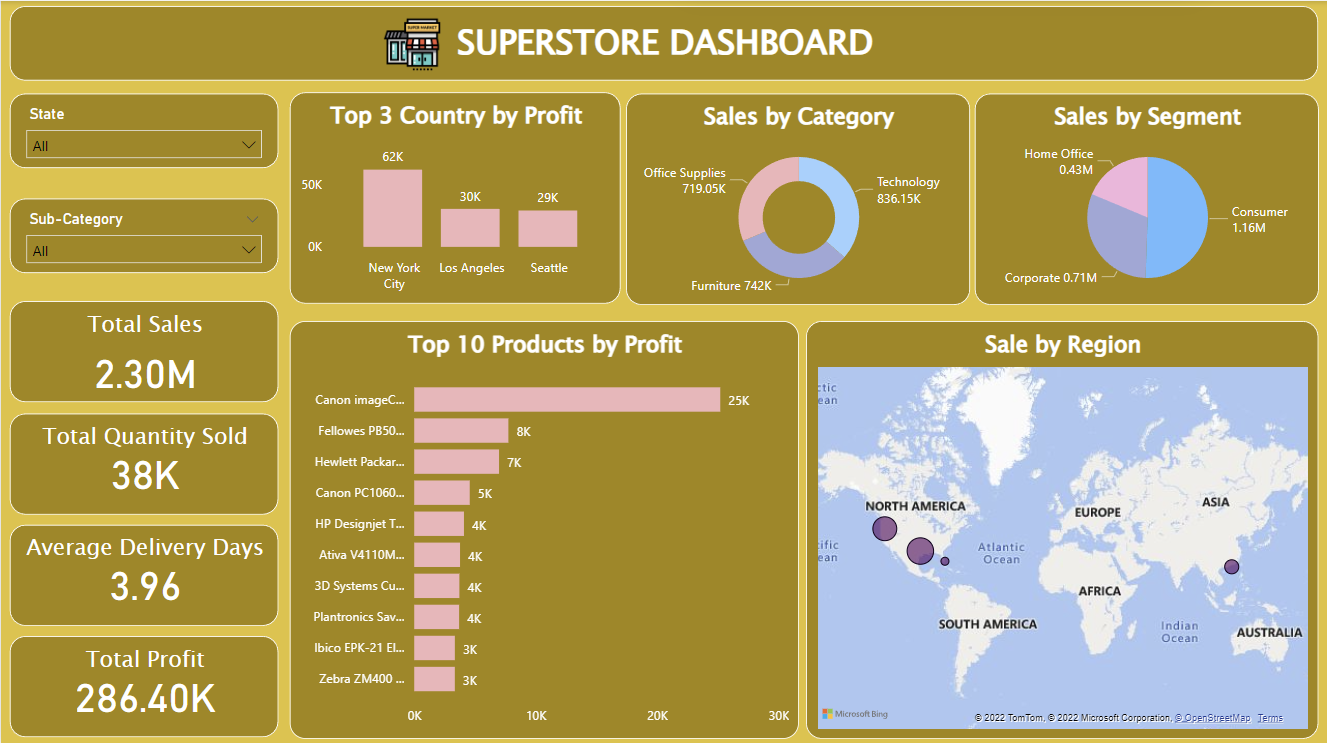 SUPER MARKET
SUPERSTORE DASHBOARD
State
All
Sub-Category
All
Total Sales
2.30M
Total Quantity Sold
38K
Average Delivery Days
3.96
Total Profit
286.40K
Top 3 Country by Profit
62K
50K
30K
29K
0K
New York
City
Los Angeles
Seattle
Sales by Category
Office Supplies
719.05K
Technology
836.15K
Furniture 742K
Sales by Segment
Home Office
0.43M
Consumer
1.16M
Corporate 0.71M
Top 10 Products by Profit
Canon imageC...
25K
Fellowes PB50...
8K
Hewlett Packar...
7K
Canon PC1060...
5K
HP Designjet T...
4K
Ativa V4110M...
4K
3D Systems Cu...
4K
Plantronics Sav...
4K
Ibico EPK-21 El...
3K
Zebra ZM400 ...
3K
0K
10K
20K
30K
Sale by Region
ctic
ean
NORTH AMERICA
EUROPE
ASIA
cific
ean
Atlantic
Ocean
AFRICA
SOUTH AMERICA
Indian
Ocean
AUSTRALIA
Microsoft Bing
© 2022 TomTom, © 2022 Microsoft Corporation, © OpenStreetMap Terms